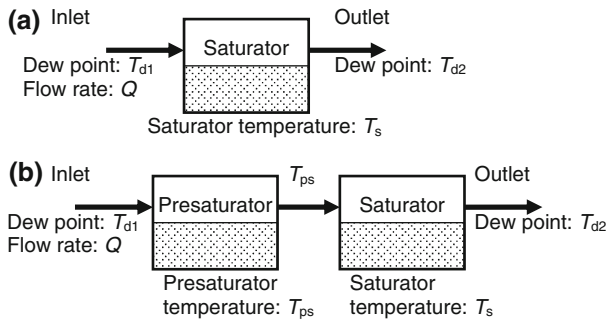 (a) Inlet Outlet
Saturator
Dew point: Td1 Dew point: Td2
Flow rate: Q
Saturator temperature: Ts
(b) Inlet Tps Outlet
Presaturator Saturator
Dew point: Td1 Dew point: Td2
Flow rate: Q
Presaturator Saturator
temperature: Tps temperature: Ts